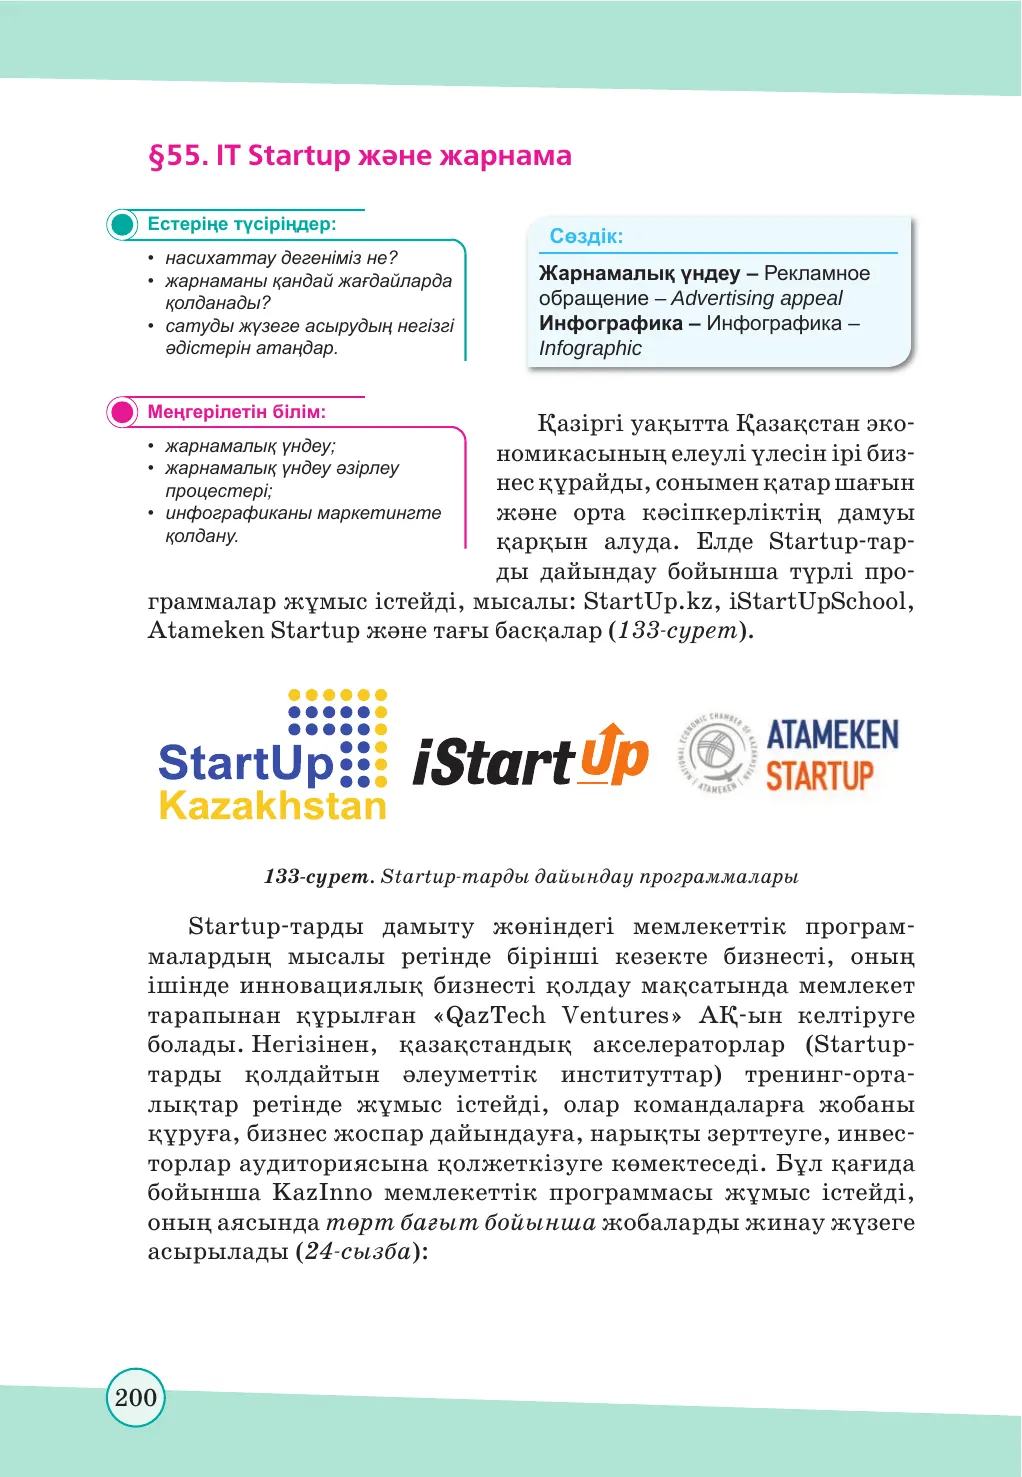 §55. IT Startup және жарнама
Естеріңе түсіріңдер:
• насихаттау дегеніміз не?
• жарнаманы қандай жағдайларда
қолданады?
• сатуды жүзеге асырудың негізгі
әдістерін атаңдар.
Сөздік:
Жарнамалық үндеу – Рекламное
обращение – Advertising appeal
Инфографика – Инфографика –
Infographic
Меңгерілетін білім:
• жарнамалық үндеу;
• жарнамалық үндеу әзірлеу
процестері;
• инфографиканы маркетингте
қолдану.
Қазіргі уақытта Қазақстан эко-
номикасының елеулі үлесін ірі биз-
нес құрайды, сонымен қатар шағын
және орта кәсіпкерліктің дамуы
қарқын алуда. Елде Startup-тар-
ды дайындау бойынша түрлі про-
граммалар жұмыс істейді, мысалы: StartUp.kz, iStartUpSchool,
Atameken Startup және тағы басқалар (133-сурет).
StartUp
Kazakhstan
iStartUp
NATIONAL ECONOMIC CHAMBER OF KAZAKHSTAN
ATAMEKEN
ATAMEKEN
STARTUP
133-сурет. Startup-тарды дайындау программалары
Startup-тарды дамыту жөніндегі мемлекеттік програм-
малардың мысалы ретінде бірінші кезекте бизнесті, оның
ішінде инновациялық бизнесті қолдау мақсатында мемлекет
тарапынан құрылған «QazTech Ventures» АҚ-ын келтіруге
болады. Негізінен, қазақстандық акселераторлар (Startup-
тарды қолдайтын әлеуметтік институттар) тренинг-орта-
лықтар ретінде жұмыс істейді, олар командаларға жобаны
құруға, бизнес жоспар дайындауға, нарықты зерттеуге, инвес-
торлар аудиториясына қолжеткізуге көмектеседі. Бұл қағида
бойынша KazInno мемлекеттік программасы жұмыс істейді,
оның аясында төрт бағыт бойынша жобаларды жинау жүзеге
асырылады (24-сызба):
200